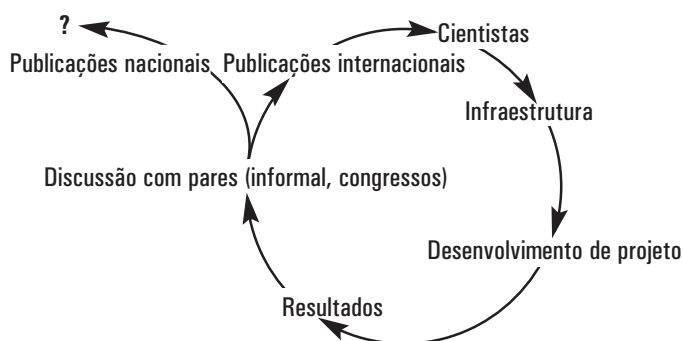 ?
Cientistas
Publicações nacionais Publicações internacionais
Infraestrutura
Discussão com pares (informal, congressos)
Desenvolvimento de projeto
Resultados